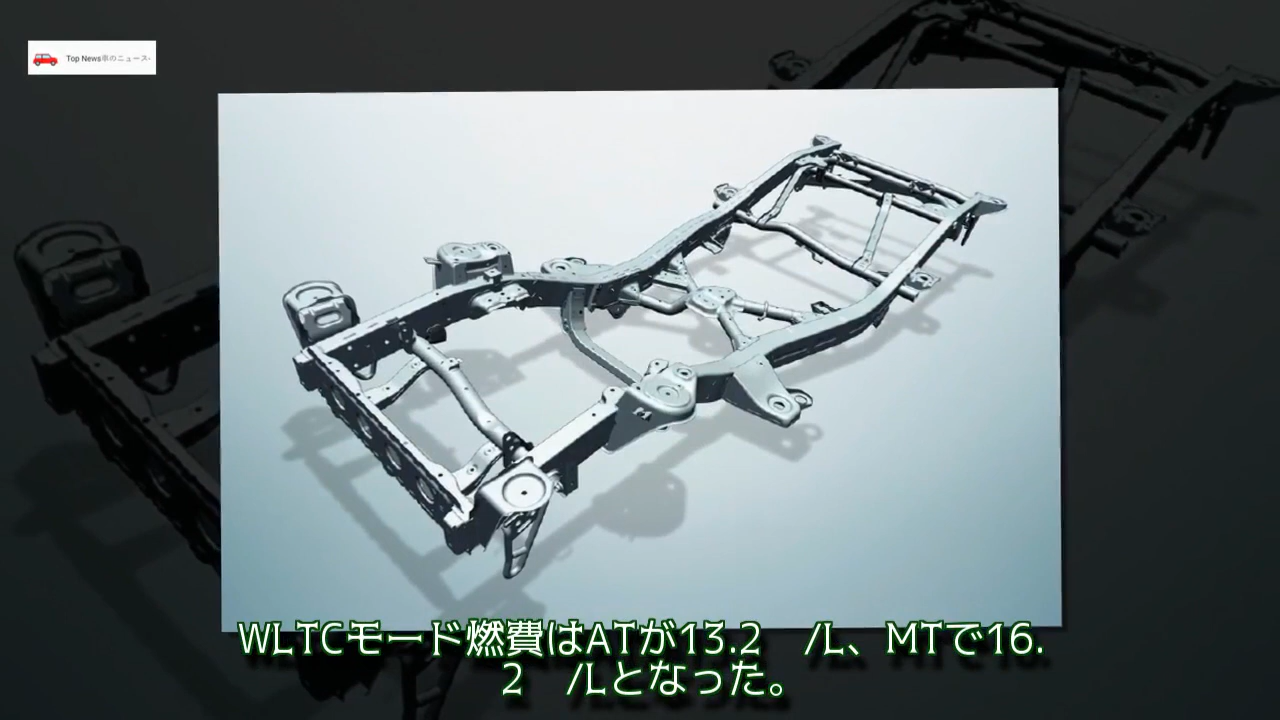 Top News車のニュース-
WLTCモード燃費はATが13.2　/L、MTで16.
2　/Lとなった。